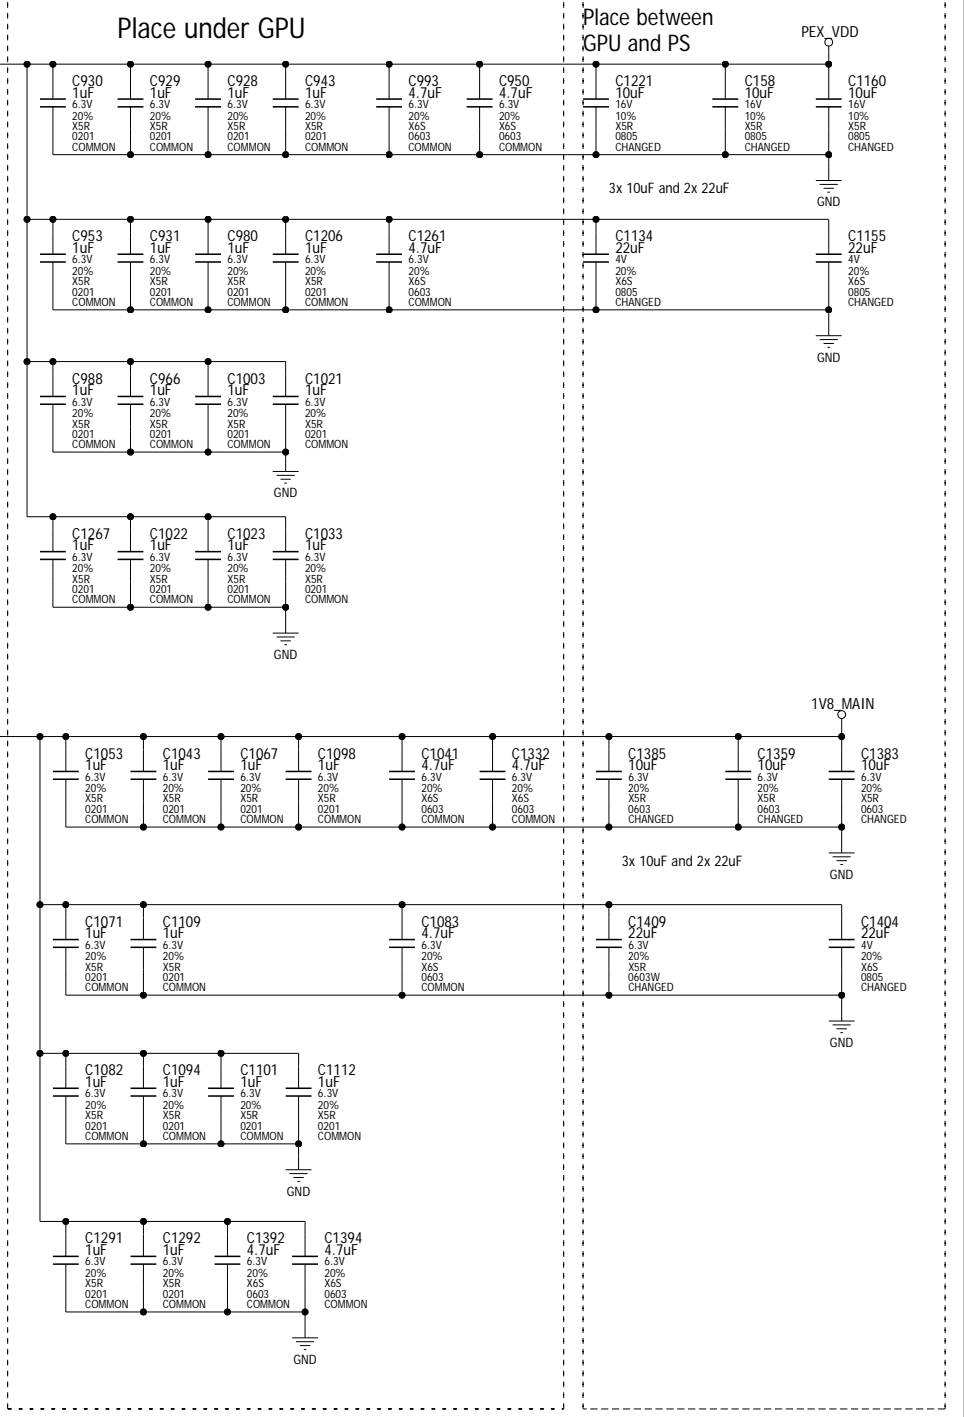 Place under GPU
Place between
GPU and PS
PEX_VDD
C930
1uF
6.3V
20%
X5R
0201
COMMON
C929
1uF
6.3V
20%
X5R
0201
COMMON
C928
1uF
6.3V
20%
X5R
0201
COMMON
C943
1uF
6.3V
20%
X5R
0201
COMMON
C993
4.7uF
6.3V
20%
X6S
0603
COMMON
C950
4.7uF
6.3V
20%
X6S
0603
COMMON
C1221
10uF
16V
10%
X5R
0805
CHANGED
C158
10uF
16V
10%
X5R
0805
CHANGED
C1160
10uF
16V
10%
X5R
0805
CHANGED
3x 10uF and 2x 22uF
GND
C953
1uF
6.3V
20%
X5R
0201
COMMON
C931
1uF
6.3V
20%
X5R
0201
COMMON
C980
1uF
6.3V
20%
X5R
0201
COMMON
C1206
1uF
6.3V
20%
X5R
0201
COMMON
C1261
4.7uF
6.3V
20%
X6S
0603
COMMON
C1134
22uF
4V
20%
X6S
0805
CHANGED
C1155
22uF
4V
20%
X6S
0805
CHANGED
GND
C988
1uF
6.3V
20%
X5R
0201
COMMON
C966
1uF
6.3V
20%
X5R
0201
COMMON
C1003
1uF
6.3V
20%
X5R
0201
COMMON
C1021
1uF
6.3V
20%
X5R
0201
COMMON
GND
C1267
1uF
6.3V
20%
X5R
0201
COMMON
C1022
1uF
6.3V
20%
X5R
0201
COMMON
C1023
1uF
6.3V
20%
X5R
0201
COMMON
C1033
1uF
6.3V
20%
X5R
0201
COMMON
GND
1V8_MAIN
C1053
1uF
6.3V
20%
X5R
0201
COMMON
C1043
1uF
6.3V
20%
X5R
0201
COMMON
C1067
1uF
6.3V
20%
X5R
0201
COMMON
C1098
1uF
6.3V
20%
X5R
0201
COMMON
C1041
4.7uF
6.3V
20%
X6S
0603
COMMON
C1332
4.7uF
6.3V
20%
X6S
0603
COMMON
C1385
10uF
6.3V
20%
X5R
0603
CHANGED
C1359
10uF
6.3V
20%
X5R
0603
CHANGED
C1383
10uF
6.3V
20%
X5R
0603
CHANGED
3x 10uF and 2x 22uF
GND
C1071
1uF
6.3V
20%
X5R
0201
COMMON
C1109
1uF
6.3V
20%
X5R
0201
COMMON
C1083
4.7uF
6.3V
20%
X6S
0603
COMMON
C1409
22uF
6.3V
20%
X5R
0603W
CHANGED
C1404
22uF
4V
20%
X6S
0805
CHANGED
GND
C1082
1uF
6.3V
20%
X5R
0201
COMMON
C1094
1uF
6.3V
20%
X5R
0201
COMMON
C1101
1uF
6.3V
20%
X5R
0201
COMMON
C1112
1uF
6.3V
20%
X5R
0201
COMMON
GND
C1291
1uF
6.3V
20%
X5R
0201
COMMON
C1292
1uF
6.3V
20%
X5R
0201
COMMON
C1392
4.7uF
6.3V
20%
X6S
0603
COMMON
C1394
4.7uF
6.3V
20%
X6S
0603
COMMON
GND